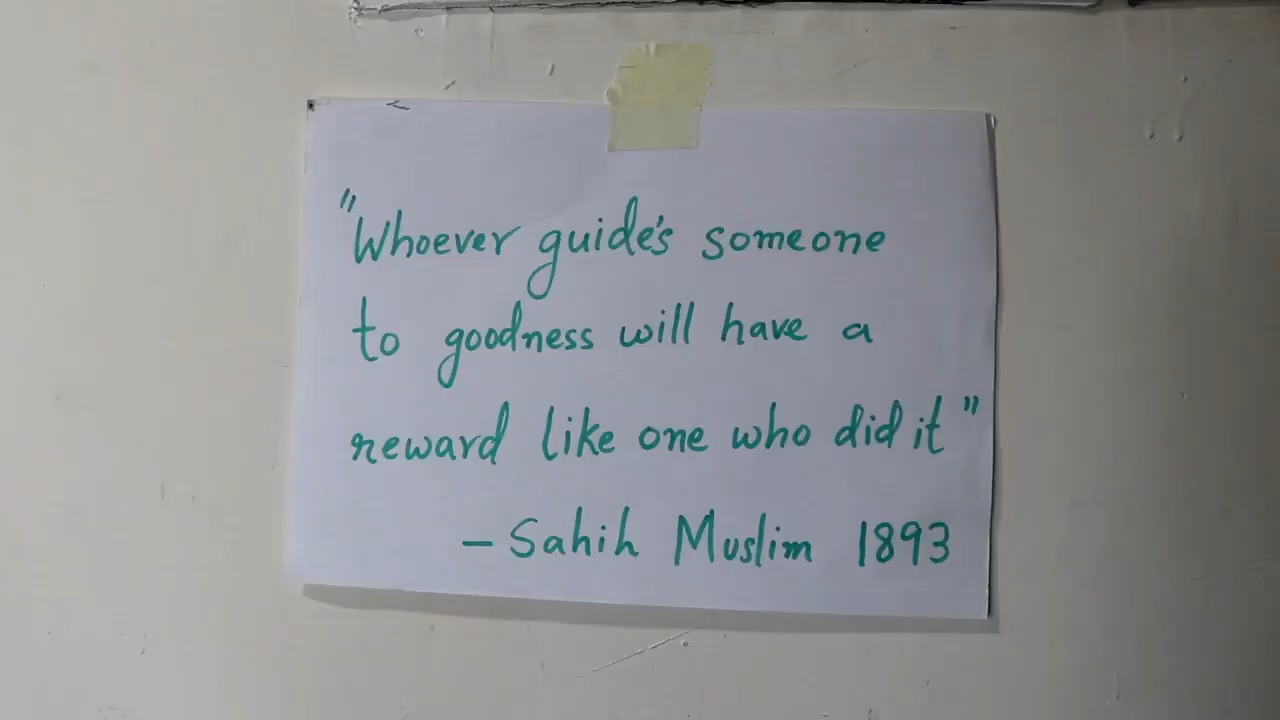 "Whoever guide's someone
to goodness will have a
reward like one who did it"
– Sahih Muslim 1893